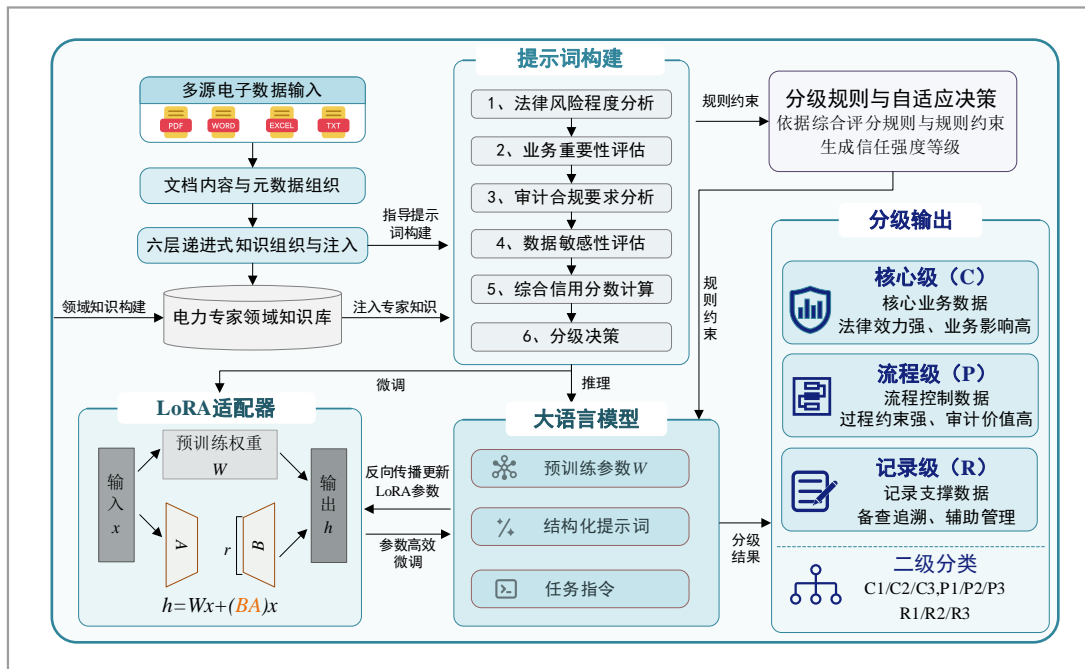 多源电子数据输入
PDF
WORD
EXCEL
TXT
文档内容与元数据组织
六层递进式知识组织与注入
指导提示
词构建
领域知识构建
电力专家领域知识库
注入专家知识
提示词构建
1、法律风险程度分析
2、业务重要性评估
3、审计合规要求分析
4、数据敏感性评估
5、综合信用分数计算
6、分级决策
规则约束
分级规则与自适应决策
依据综合评分规则与规则约束
生成信任强度等级
规则约束
微调
推理
LoRA适配器
输入
x
预训练权重
W
A
r
B
输出
h
h=Wx+(BA)x
反向传播更新
LoRA参数
参数高效
微调
大语言模型
预训练参数W
结构化提示词
任务指令
分级
结果
分级输出
核心级（C）
核心业务数据
法律效力强、业务影响高
流程级（P）
流程控制数据
过程约束强、审计价值高
记录级（R）
记录支撑数据
备查追溯、辅助管理
二级分类
C1/C2/C3,P1/P2/P3
R1/R2/R3